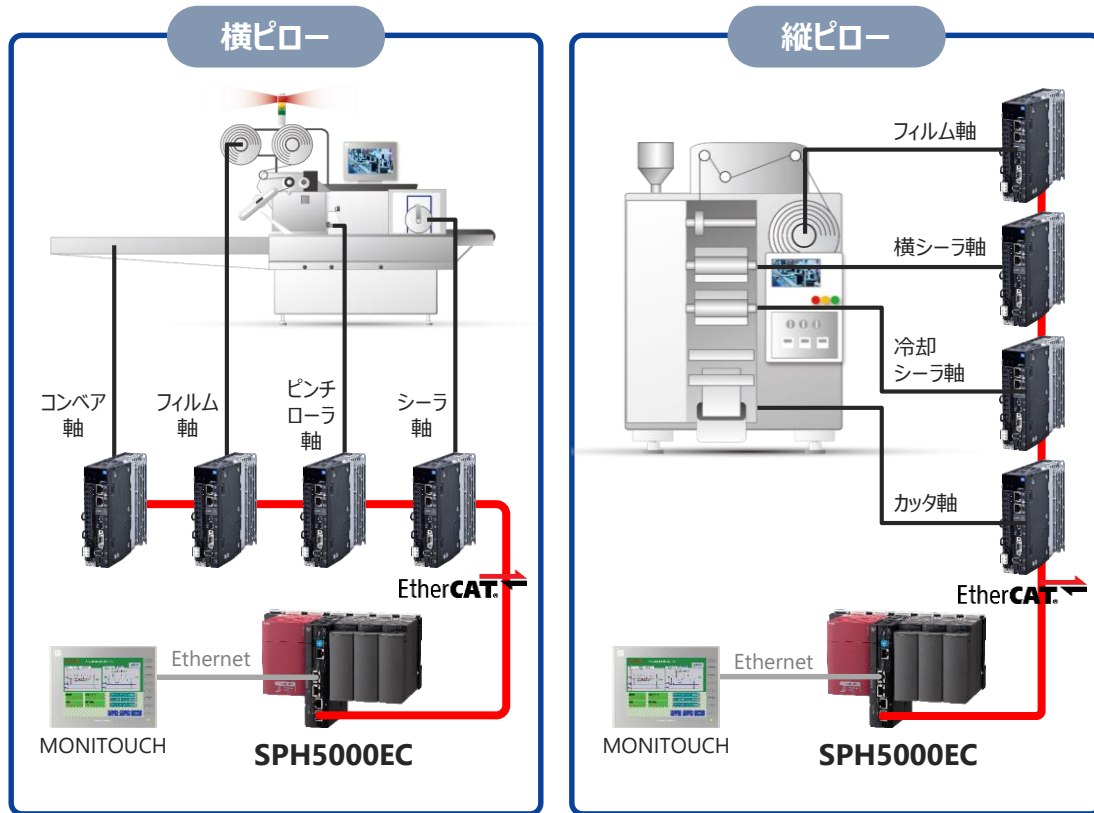 横ピロー
コンベア
軸
フィルム
軸
ピンチ
ローラ
軸
シーラ
軸
EtherCAT®
Ethernet
MONITOUCH
SPH5000EC
縦ピロー
フィルム軸
横シーラ軸
冷却
シーラ軸
カッタ軸
EtherCAT®
Ethernet
MONITOUCH
SPH5000EC